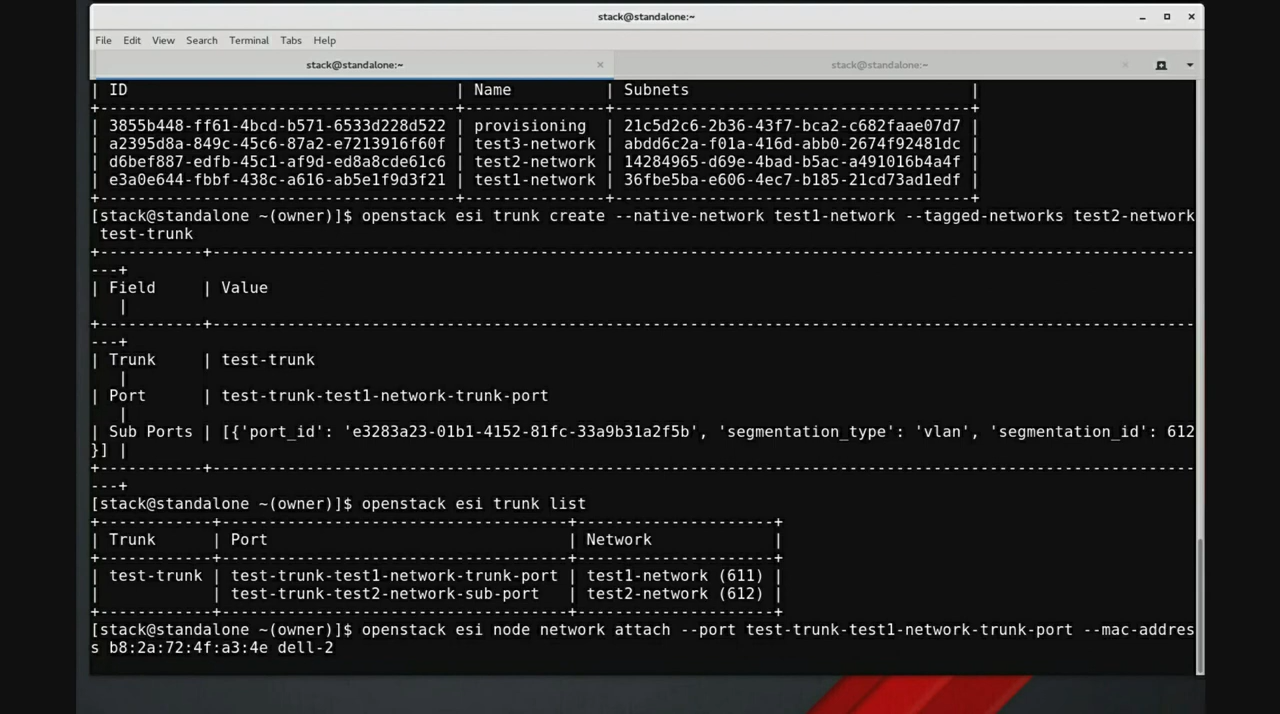 stack@standalone:~
File Edit View Search Terminal Tabs Help
stack@standalone:~ × stack@standalone:~ ×
| ID | Name | Subnets |
+--------------------------------------+---------------+--------------------------------------+
| 3855b448-ff61-4bcd-b571-6533d228d522 | provisioning | 21c5d2c6-2b36-43f7-bca2-c682faae07d7 |
| a2395d8a-849c-45c6-87a2-e7213916f60f | test3-network | abdd6c2a-f01a-416d-abb0-2674f92481dc |
| d6bef887-edfb-45c1-af9d-ed8a8cde61c6 | test2-network | 14284965-d69e-4bad-b5ac-a491016b4a4f |
| e3a0e644-fbbf-438c-a616-ab5e1f9d3f21 | test1-network | 36fbe5ba-e606-4ec7-b185-21cd73ad1edf |
+--------------------------------------+---------------+--------------------------------------+
[stack@standalone ~(owner)]$ openstack esi trunk create --native-network test1-network --tagged-networks test2-network
test-trunk
+-----------+----------------------------------------------------------------------------------------------------------
---+
| Field | Value
|
+-----------+----------------------------------------------------------------------------------------------------------
---+
| Trunk | test-trunk
|
| Port | test-trunk-test1-network-trunk-port
|
| Sub Ports | [{'port_id': 'e3283a23-01b1-4152-81fc-33a9b31a2f5b', 'segmentation_type': 'vlan', 'segmentation_id': 612
}] |
+-----------+----------------------------------------------------------------------------------------------------------
---+
[stack@standalone ~(owner)]$ openstack esi trunk list
+------------+-------------------------------------+---------------------+
| Trunk | Port | Network |
+------------+-------------------------------------+---------------------+
| test-trunk | test-trunk-test1-network-trunk-port | test1-network (611) |
| | test-trunk-test2-network-sub-port | test2-network (612) |
+------------+-------------------------------------+---------------------+
[stack@standalone ~(owner)]$ openstack esi node network attach --port test-trunk-test1-network-trunk-port --mac-addres
s b8:2a:72:4f:a3:4e dell-2